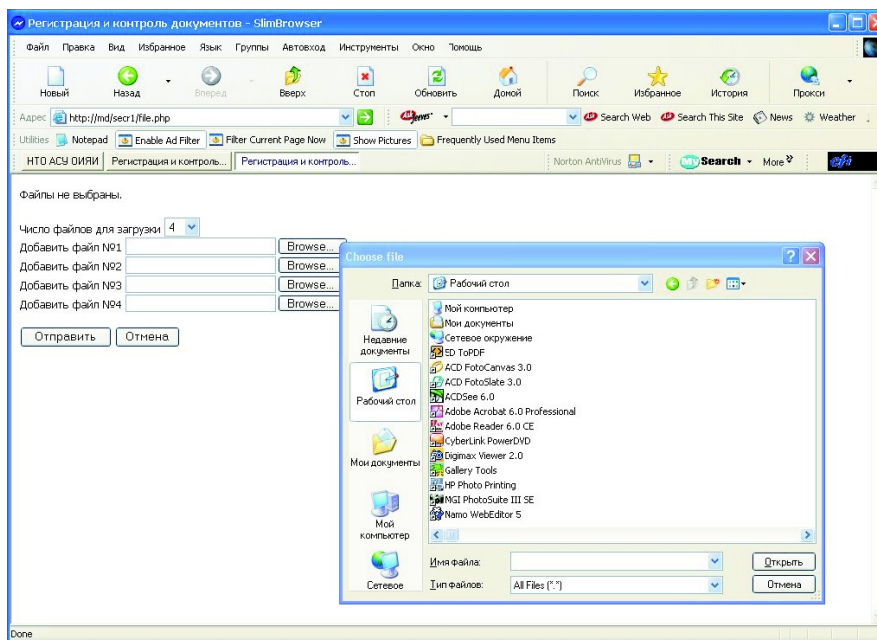 Регистрация и контроль документов - SlimBrowser
Файл Правка Вид Избранное Язык Группы Автовход Инструменты Окно Помощь
Новый Назад Вперед Вверх Стоп Обновить Домой Поиск Избранное История Прокси
Адрес http://md/secr1/file.php Search Web Search This Site News Weather
Utilities Notepad Enable Ad Filter Filter Current Page Now Show Pictures Frequently Used Menu Items
НТО АСУ ОИЯИ Регистрация и контроль... Регистрация и контроль... Norton AntiVirus My Search More efi
Файлы не выбраны.
Число файлов для загрузки 4
Добавить файл №1 Browse...
Добавить файл №2 Browse...
Добавить файл №3 Browse...
Добавить файл №4 Browse...
Отправить Отмена
Choose file
Папка: Рабочий стол
Недавние документы
Рабочий стол
Мои документы
Мой компьютер
Сетевое
Мой компьютер
Мои документы
Сетевое окружение
5D ToPDF
ACD FotoCanvas 3.0
ACD FotoSlate 3.0
ACDSee 6.0
Adobe Acrobat 6.0 Professional
Adobe Reader 6.0 CE
CyberLink PowerDVD
Digimax Viewer 2.0
Gallery Tools
HP Photo Printing
MGI PhotoSuite III SE
Namo WebEditor 5
Имя файла: Открыть
Тип файлов: All Files (*.*) Отмена
Done